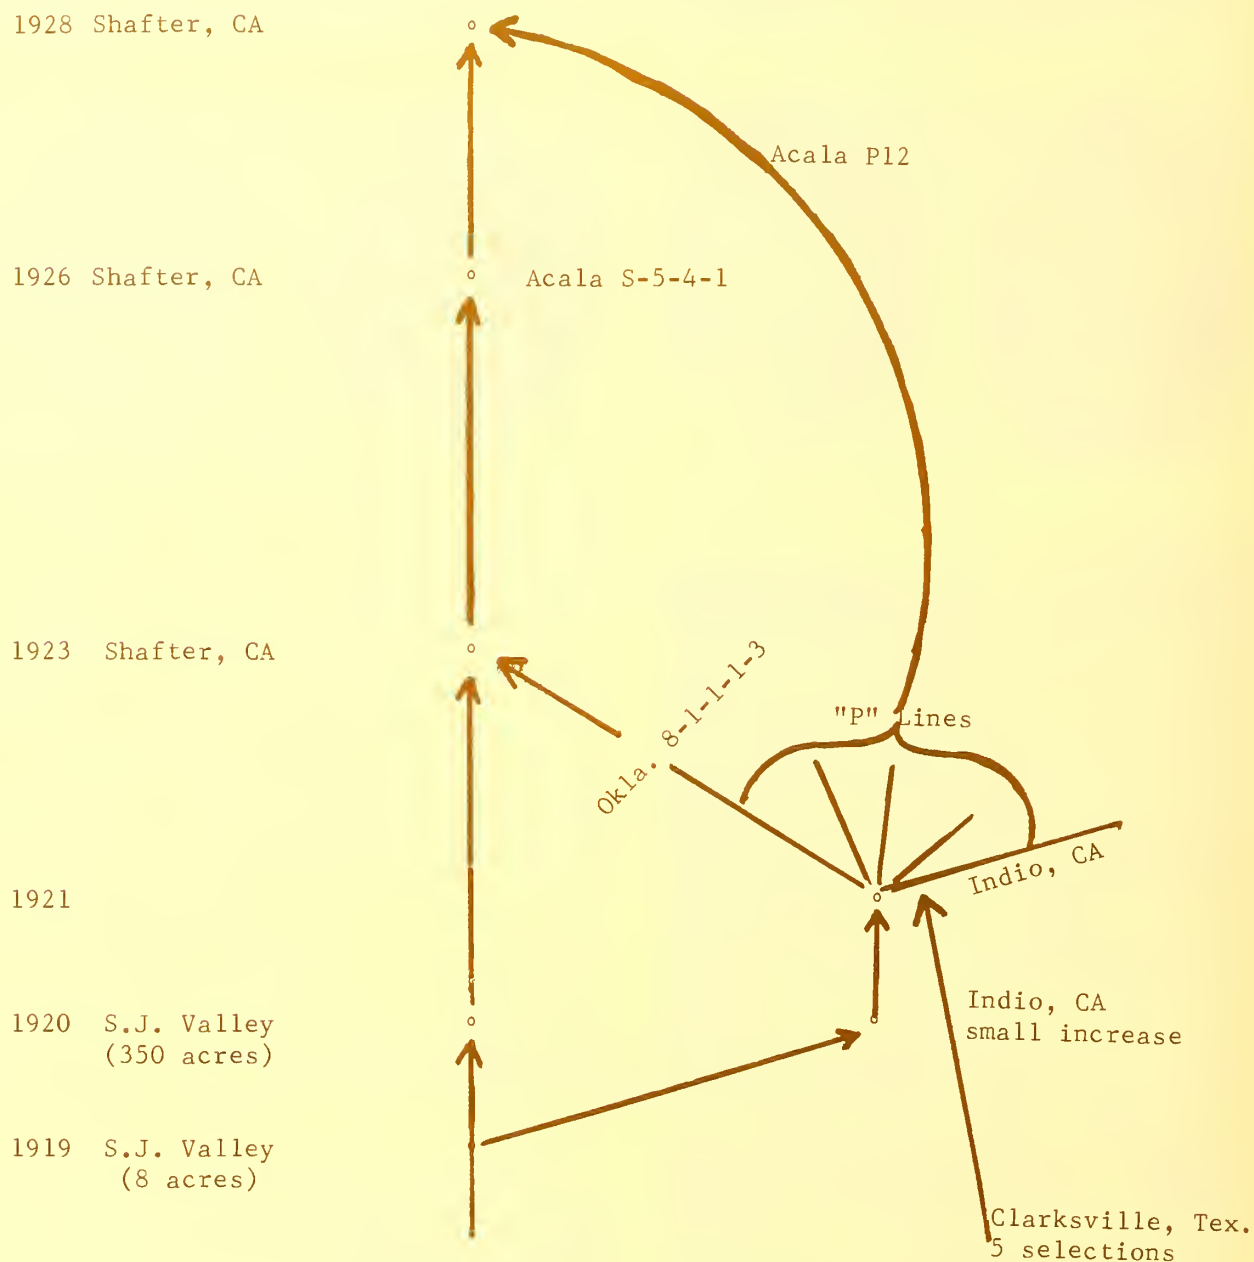 1928 Shafter, CA
Acala P12
1926 Shafter, CA
Acala S-5-4-1
1923 Shafter, CA
Okla. 8-1-1-1-3
"P" Lines
Indio, CA
1921
1920 S.J. Valley
(350 acres)
Indio, CA
small increase
1919 S.J. Valley
(8 acres)
Clarksville, Tex.
5 selections